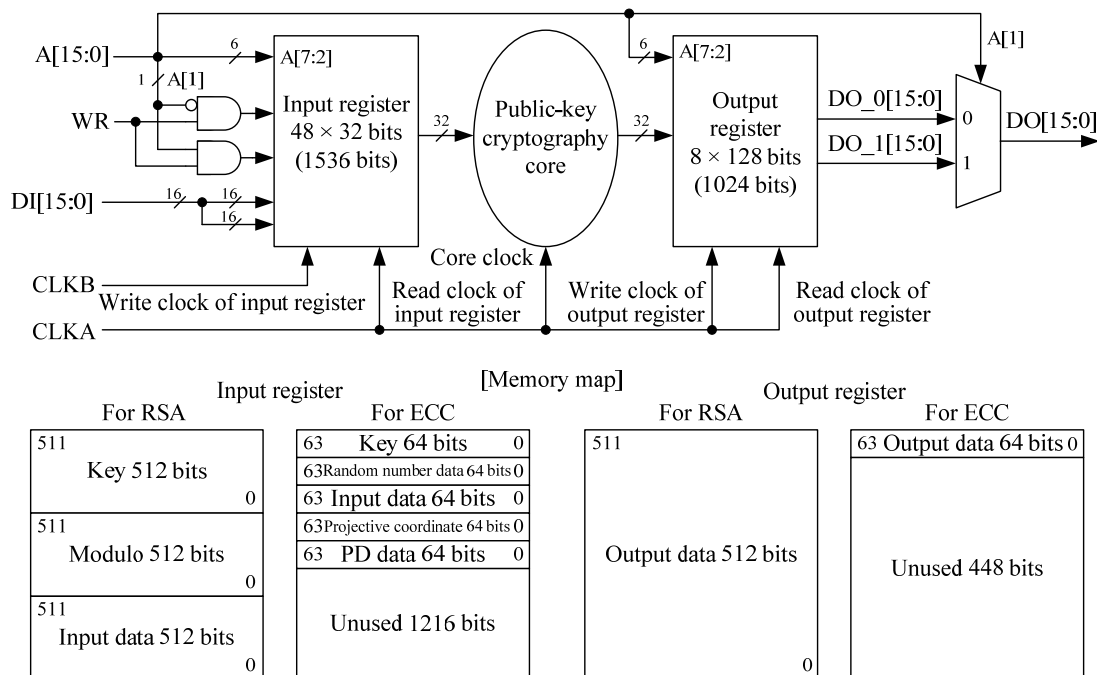 A[15:0]
6
A[7:2]
1
A[1]
WR
DI[15:0]
16
16
16
Input register
48 × 32 bits
(1536 bits)
32
Public-key
cryptography
core
32
6
A[7:2]
Output
register
8 × 128 bits
(1024 bits)
DO_0[15:0]
DO_1[15:0]
A[1]
0
1
DO[15:0]
CLKB
Write clock of input register
CLKA
Read clock of
input register
Core clock
Write clock of
output register
Read clock of
output register
[Memory map]
Input register
Output register
For RSA
511
Key 512 bits
0
511
Modulo 512 bits
0
511
Input data 512 bits
0
For ECC
63 Key 64 bits 0
63 Random number data 64 bits 0
63 Input data 64 bits 0
63 Projective coordinate 64 bits 0
63 PD data 64 bits 0
Unused 1216 bits
For RSA
511
Output data 512 bits
0
For ECC
63 Output data 64 bits 0
Unused 448 bits